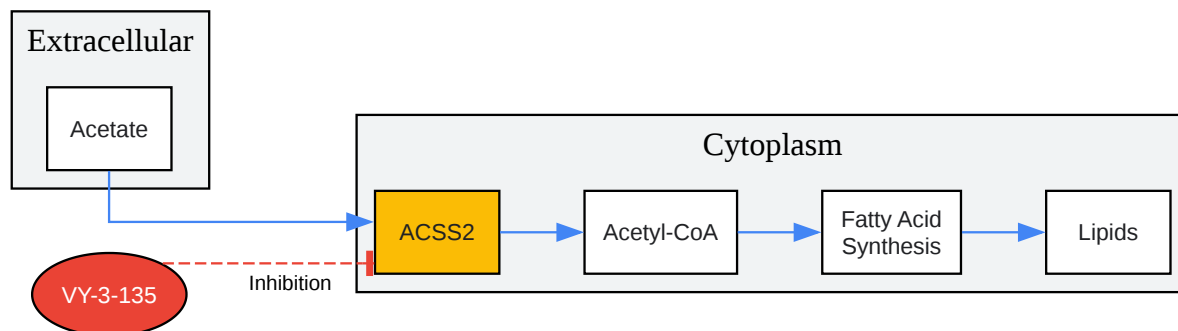 Extracellular
Acetate
Cytoplasm
ACSS2
Acetyl-CoA
Fatty Acid
Synthesis
Lipids
VY-3-135
Inhibition